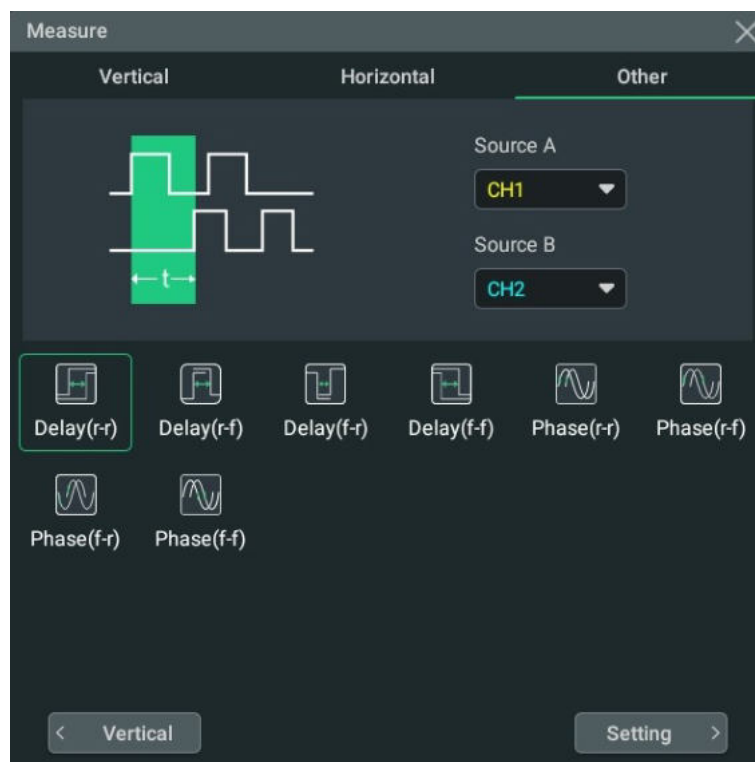 Measure
Vertical Horizontal Other
Source A
CH1
Source B
CH2
t
Delay(r-r) Delay(r-f) Delay(f-r) Delay(f-f) Phase(r-r) Phase(r-f)
Phase(f-r) Phase(f-f)
< Vertical Setting >